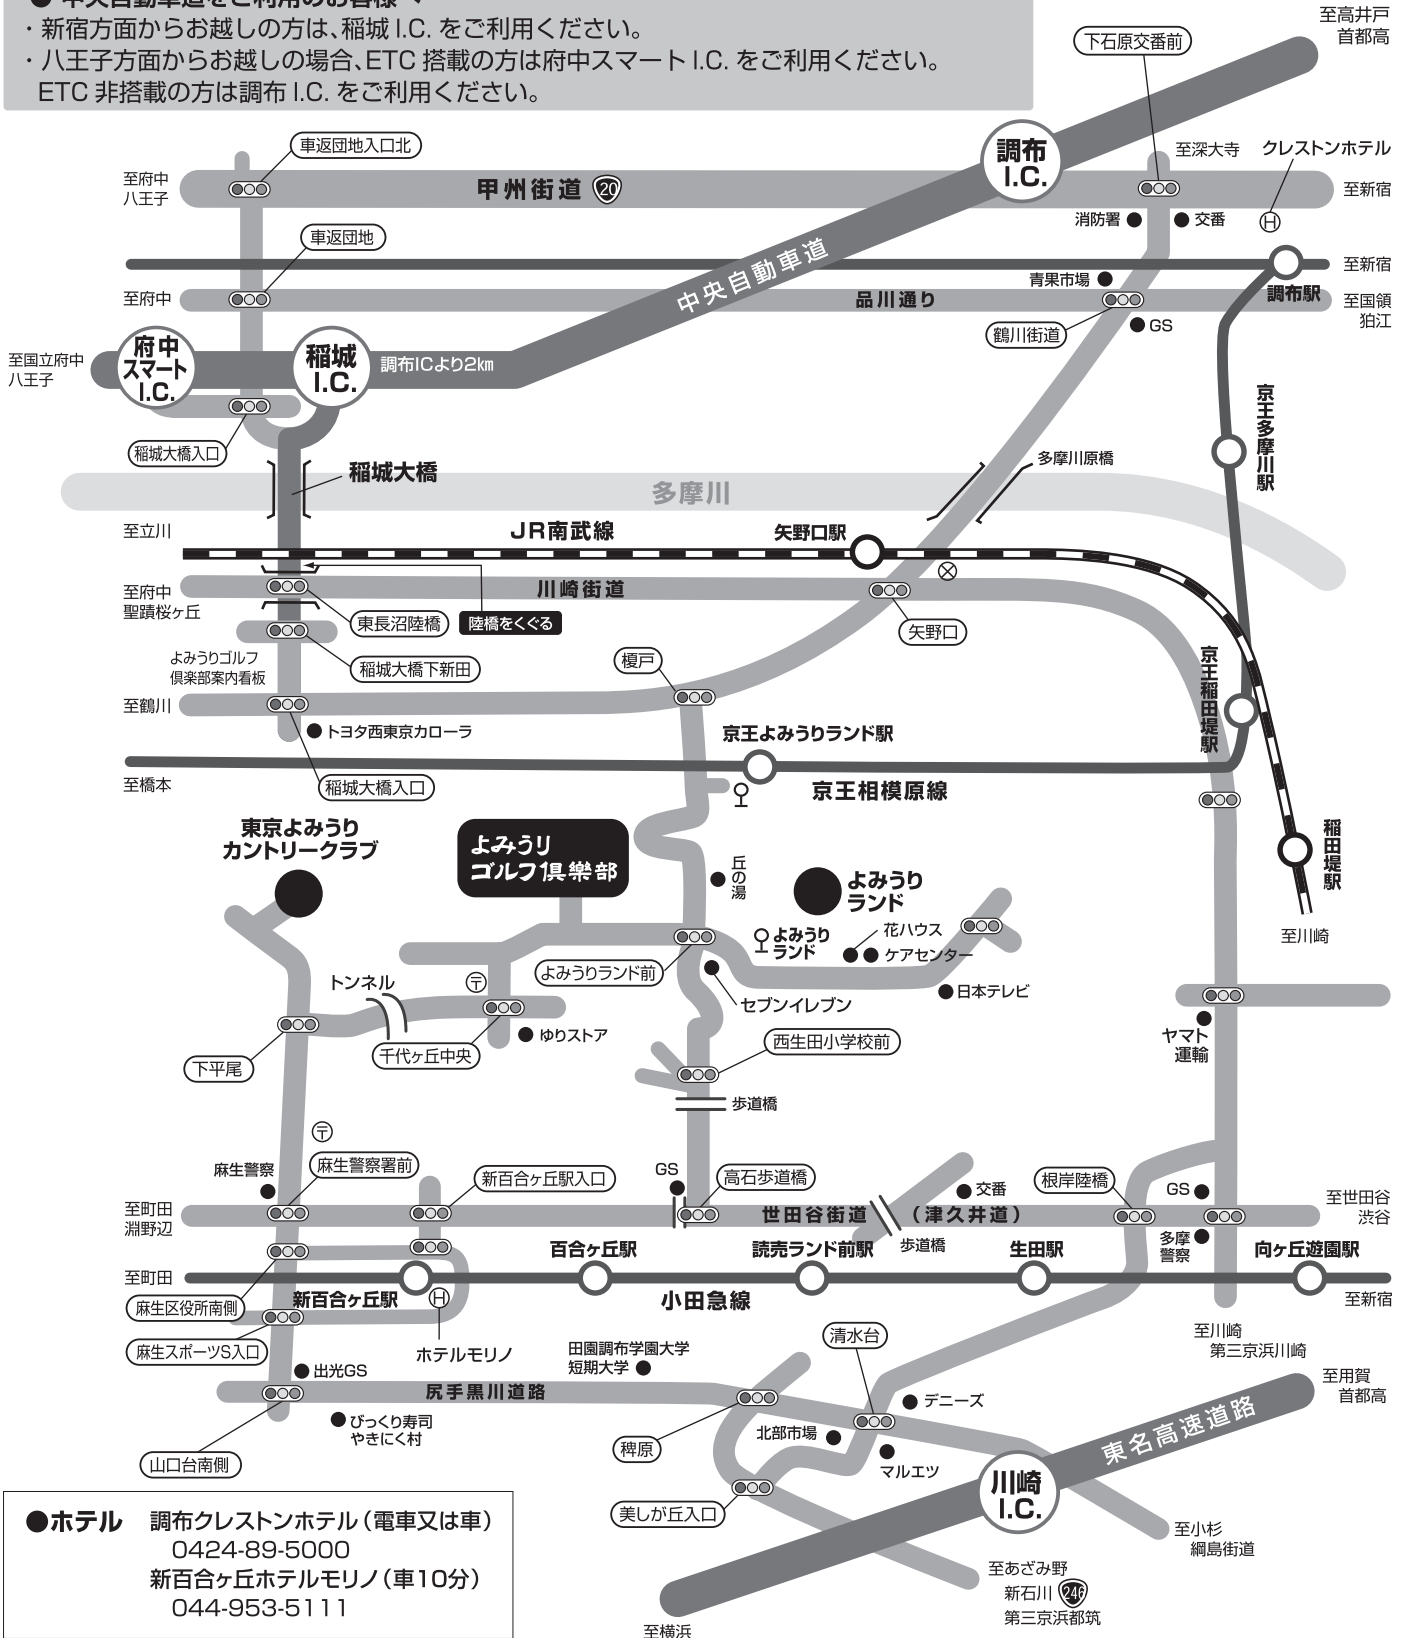 ● 中央自動車道をご利用のお客様へ
・新宿方面からお越しの方は、稲城 I.C. をご利用ください。
・八王子方面からお越しの場合、ETC 搭載の方は府中スマート I.C. をご利用ください。
ETC 非搭載の方は調布 I.C. をご利用ください。
至高井戸
首都高
下石原交番前
車返団地入口北
調布
I.C.
至深大寺
クレストンホテル
至府中
八王子
甲州街道 20
至新宿
消防署
交番
H
車返団地
中央自動車道
至新宿
青果市場
調布駅
至府中
品川通り
至国領
狛江
鶴川街道
GS
至国立府中
八王子
府中
スマート
I.C.
稲城
I.C.
調布ICより2㎞
京王多摩川駅
稲城大橋入口
稲城大橋
多摩川原橋
多摩川
至立川
JR南武線
矢野口駅
至府中
聖蹟桜ヶ丘
川崎街道
東長沼陸橋
陸橋をくぐる
矢野口
よみうりゴルフ
倶楽部案内看板
稲城大橋下新田
榎戸
京王稲田堤駅
至鶴川
トヨタ西東京カローラ
京王よみうりランド駅
至橋本
稲城大橋入口
京王相模原線
東京よみうり
カントリークラブ
よみうり
ゴルフ倶樂部
丘の湯
よみうり
ランド
稲田堤駅
よみうり
ランド
花ハウス
ケアセンター
至川崎
トンネル
〒
よみうりランド前
セブンイレブン
日本テレビ
下平尾
千代ヶ丘中央
ゆりストア
西生田小学校前
ヤマト
運輸
歩道橋
〒
麻生警察
麻生警察署前
新百合ヶ丘駅入口
GS
高石歩道橋
交番
根岸陸橋
GS
至町田
淵野辺
世田谷街道
(津久井道)
至世田谷
渋谷
歩道橋
多摩
警察
至町田
百合ヶ丘駅
読売ランド前駅
生田駅
向ヶ丘遊園駅
麻生区役所南側
新百合ヶ丘駅
H
小田急線
至新宿
麻生スポーツS入口
ホテルモリノ
田園調布学園大学
短期大学
清水台
至川崎
第三京浜川崎
出光GS
尻手黒川道路
デニーズ
至用賀
首都高
びっくり寿司
やきにく村
稗原
北部市場
マルエツ
東名高速道路
山口台南側
美しが丘入口
川崎
I.C.
至小杉
綱島街道
●ホテル 調布クレストンホテル(電車又は車)
0424-89-5000
新百合ヶ丘ホテルモリノ(車10分)
044-953-5111
至あざみ野
新石川 246
第三京浜都筑
至横浜